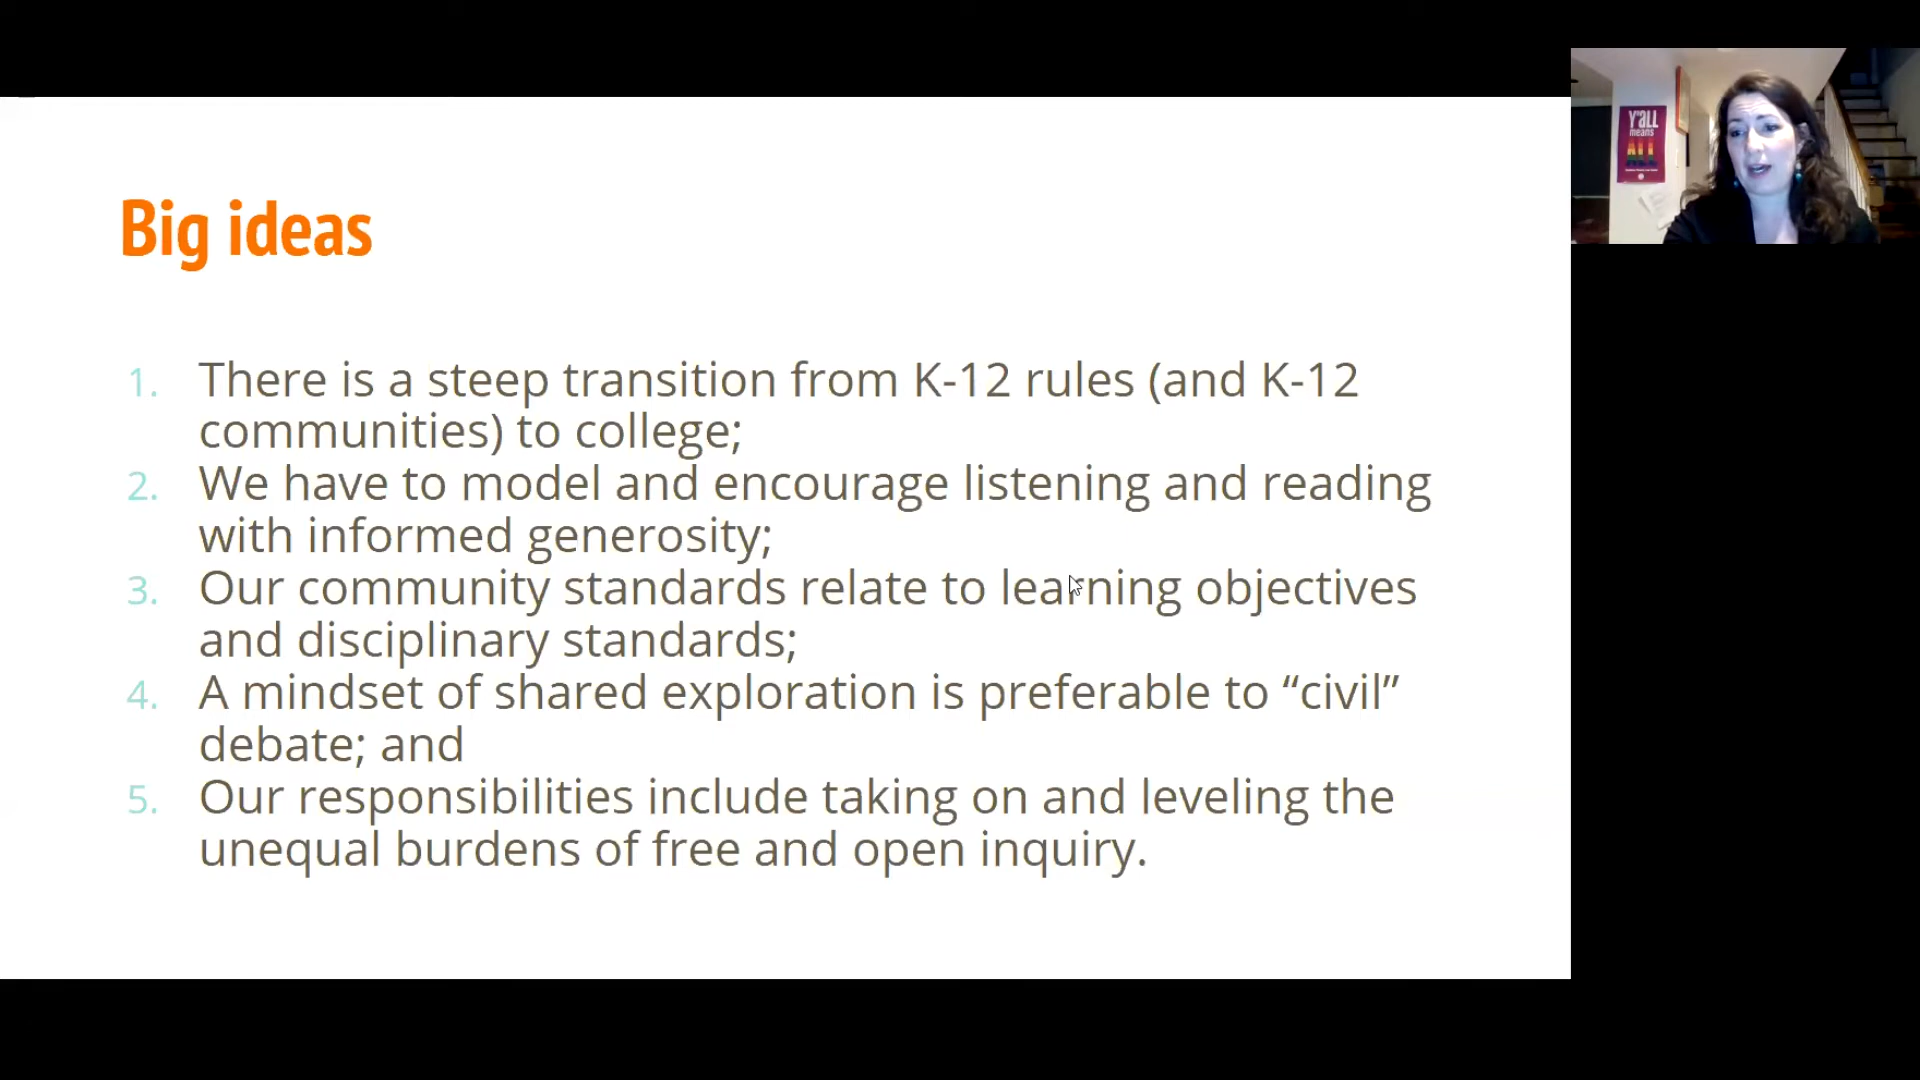 Big ideas
1. There is a steep transition from K-12 rules (and K-12
communities) to college;
2. We have to model and encourage listening and reading
with informed generosity;
3. Our community standards relate to learning objectives
and disciplinary standards;
4. A mindset of shared exploration is preferable to “civil”
debate; and
5. Our responsibilities include taking on and leveling the
unequal burdens of free and open inquiry.
Y'ALL
means
ALL